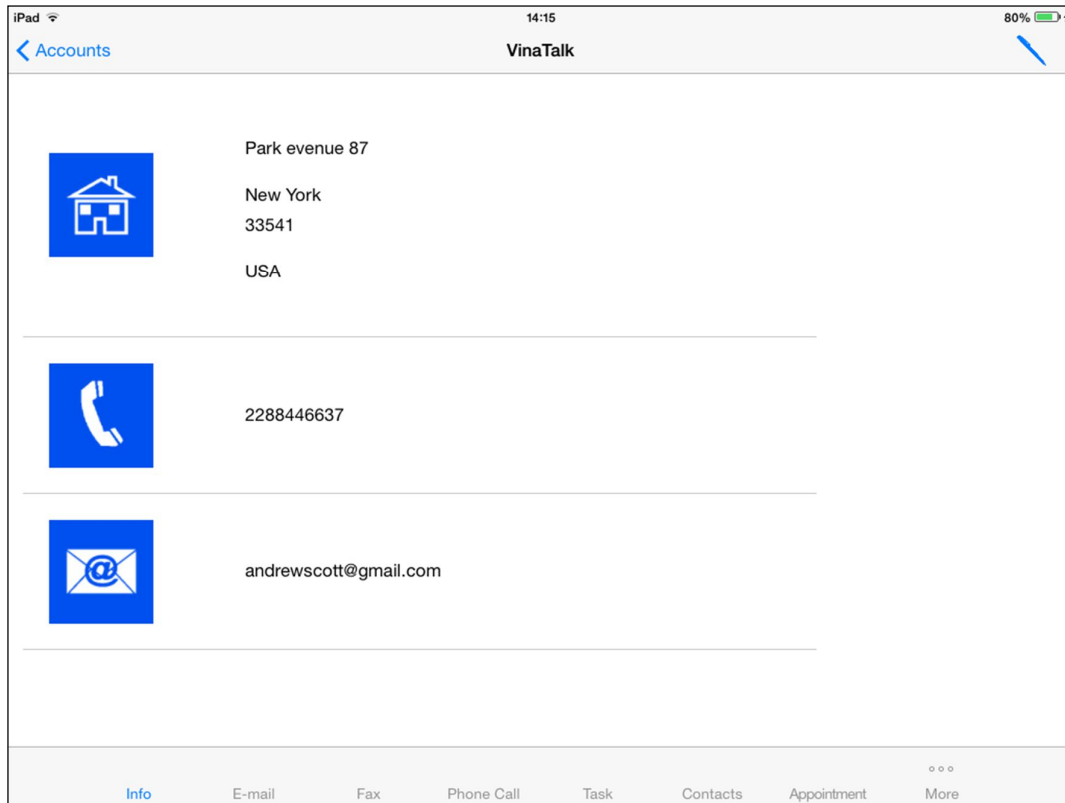 iPad 14:15 80%
Accounts VinaTalk
Park evenue 87
New York
33541
USA
2288446637
@
andrewscott@gmail.com
Info E-mail Fax Phone Call Task Contacts Appointment More